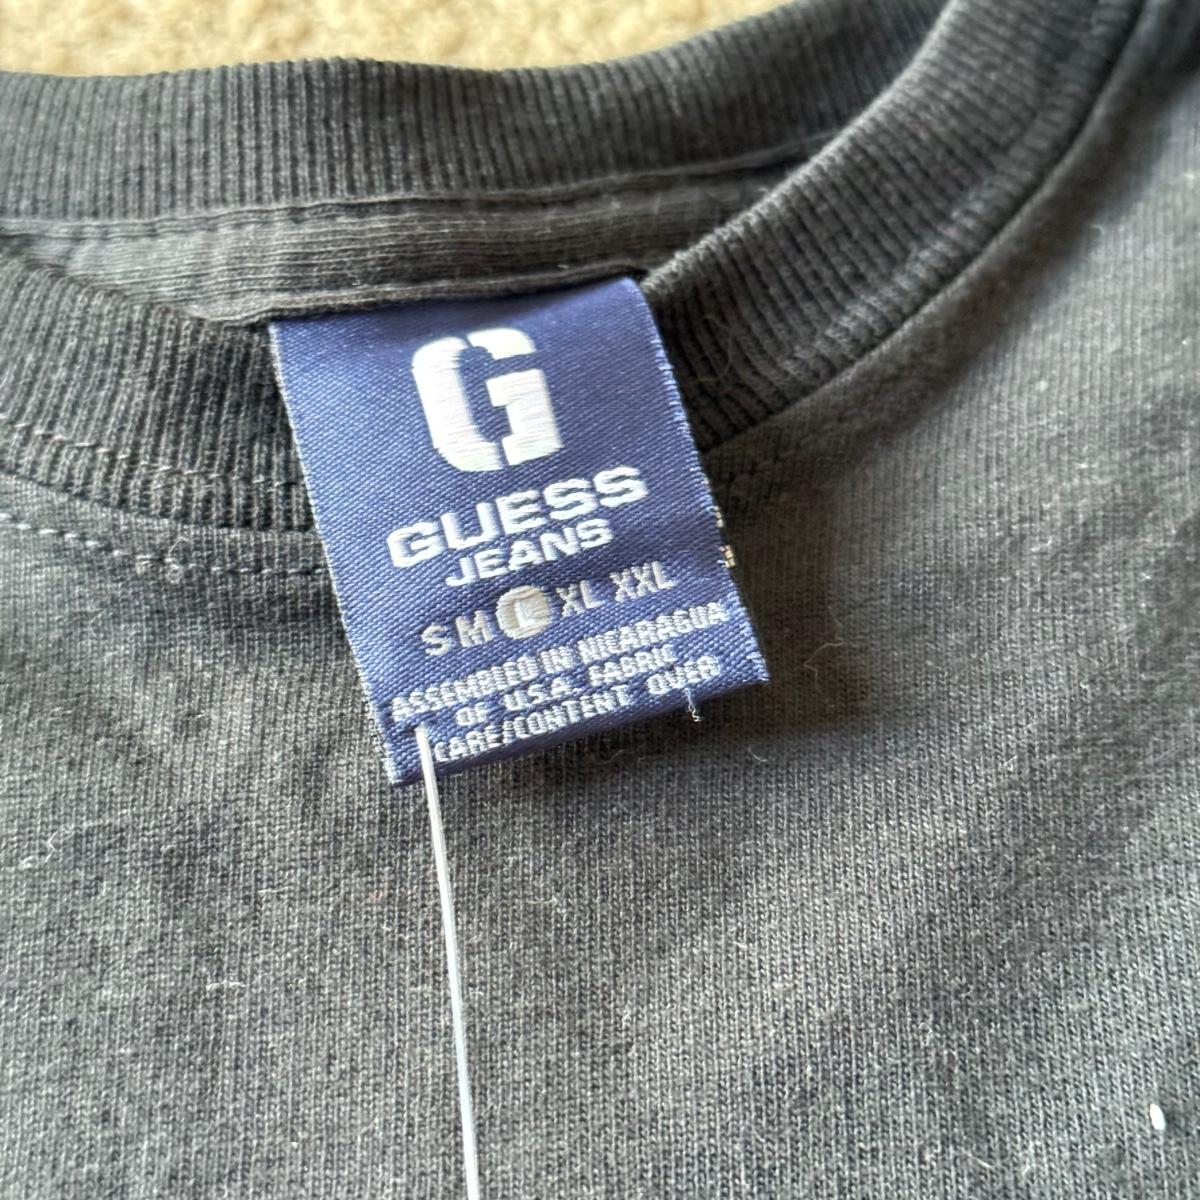 G
GUESS
JEANS
S M L XL XXL
ASSEMBLED IN NICARAGUA
OF U.S.A. FABRIC
CARE/CONTENT OVER